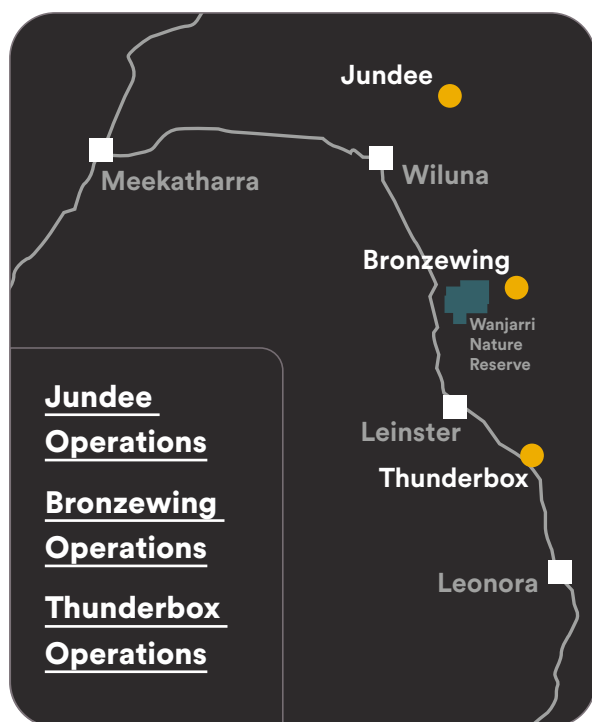 Jundee
Meekatharra
Wiluna
Bronzewing
Wanjarri
Nature
Reserve
Leinster
Thunderbox
Leonora
Jundee
Operations
Bronzewing
Operations
Thunderbox
Operations